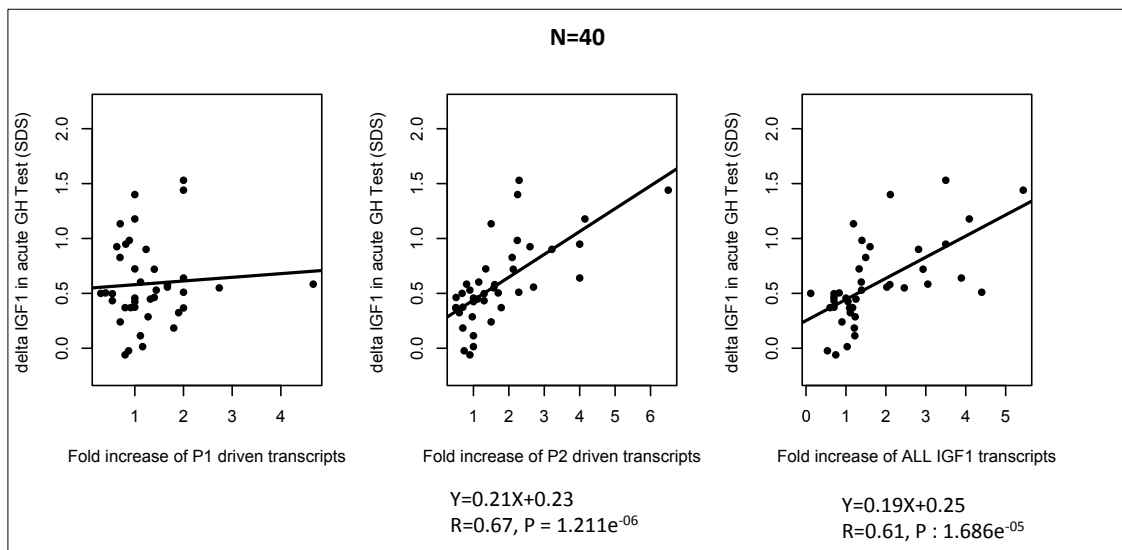 N=40
delta IGF1 in acute GH Test (SDS)
0.0 0.5 1.0 1.5 2.0
1 2 3 4
Fold increase of P1 driven transcripts
delta IGF1 in acute GH Test (SDS)
0.0 0.5 1.0 1.5 2.0
1 2 3 4 5 6
Fold increase of P2 driven transcripts
Y=0.21X+0.23
R=0.67, P = 1.211e-06
delta IGF1 in acute GH Test (SDS)
0.0 0.5 1.0 1.5 2.0
0 1 2 3 4 5
Fold increase of ALL IGF1 transcripts
Y=0.19X+0.25
R=0.61, P : 1.686e-05